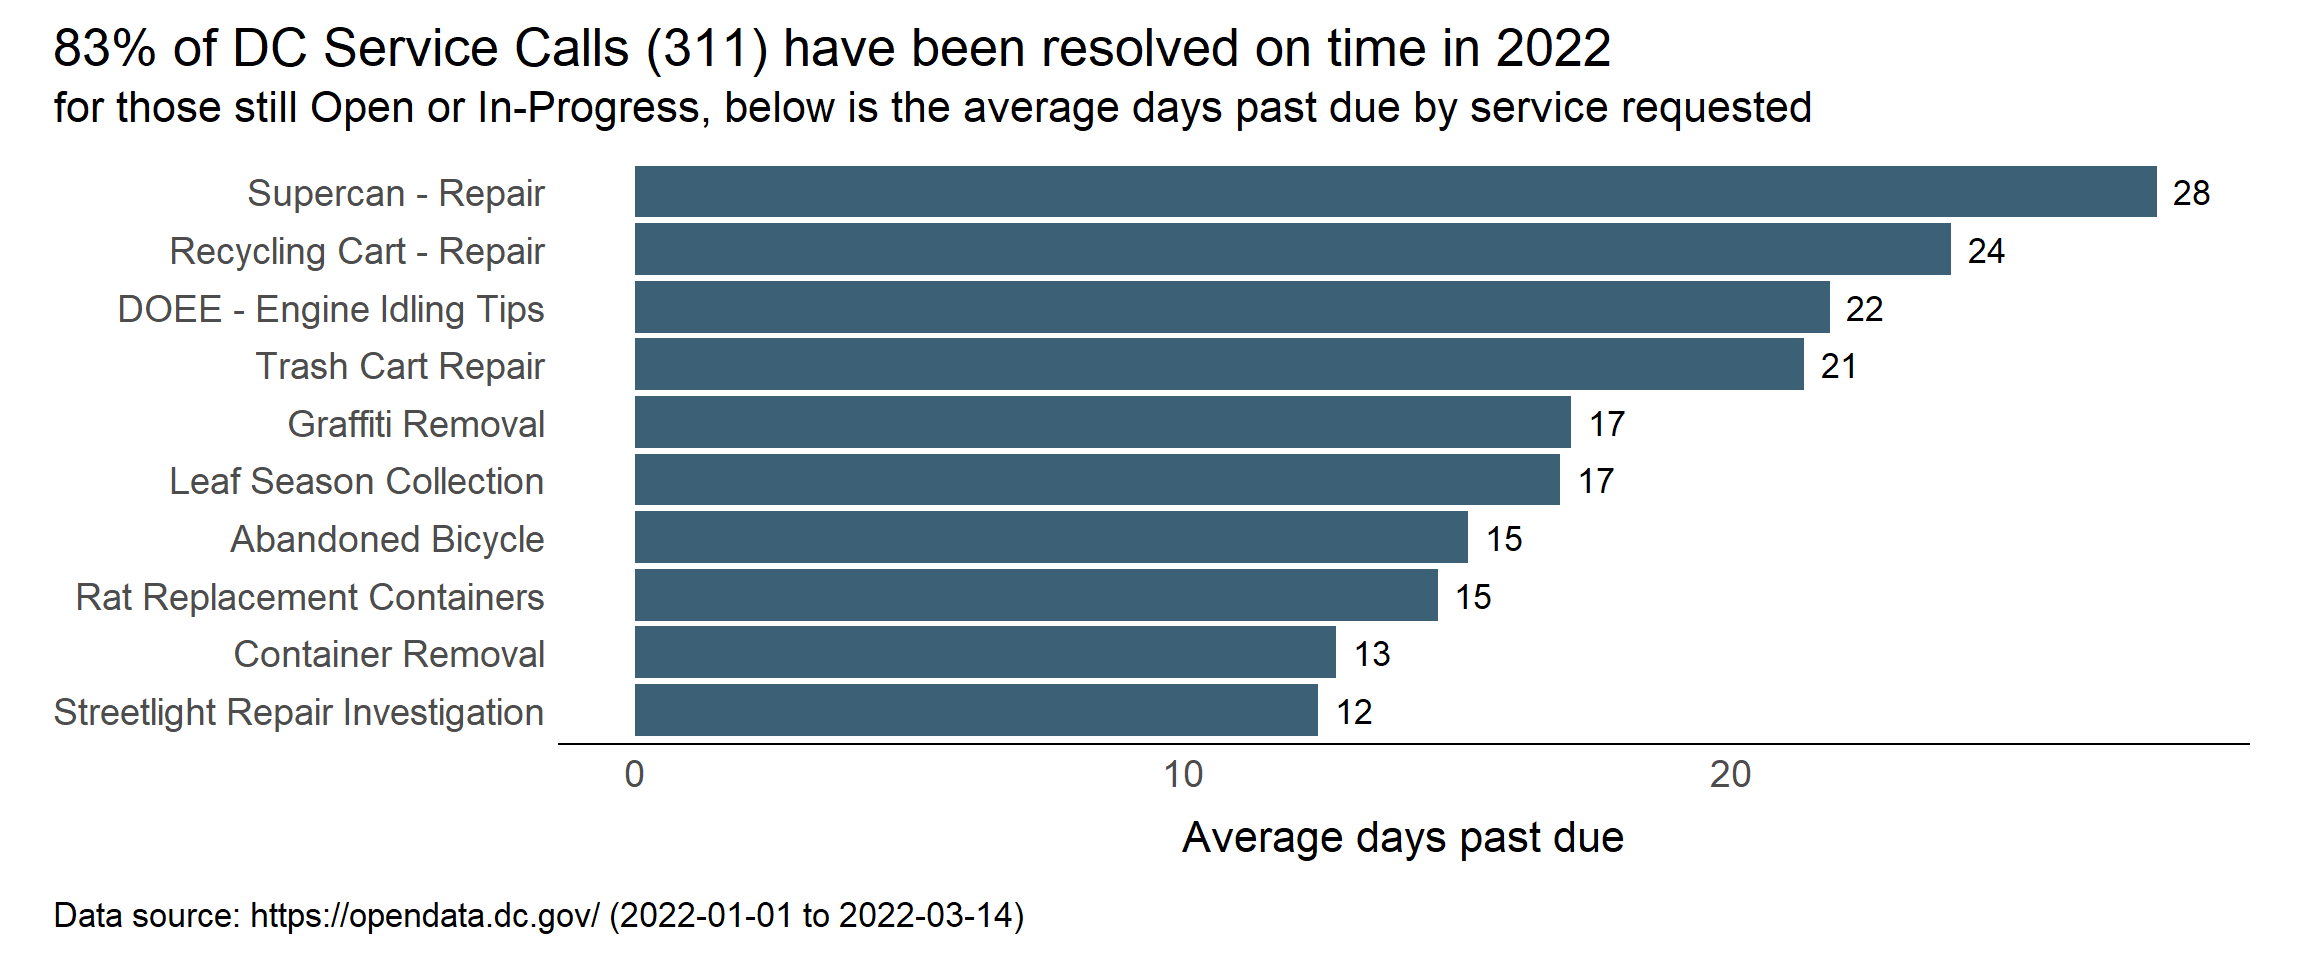 83% of DC Service Calls (311) have been resolved on time in 2022
for those still Open or In-Progress, below is the average days past due by service requested
Supercan - Repair 28
Recycling Cart - Repair 24
DOEE - Engine Idling Tips 22
Trash Cart Repair 21
Graffiti Removal 17
Leaf Season Collection 17
Abandoned Bicycle 15
Rat Replacement Containers 15
Container Removal 13
Streetlight Repair Investigation 12
0 10 20
Average days past due
Data source: https://opendata.dc.gov/ (2022-01-01 to 2022-03-14)